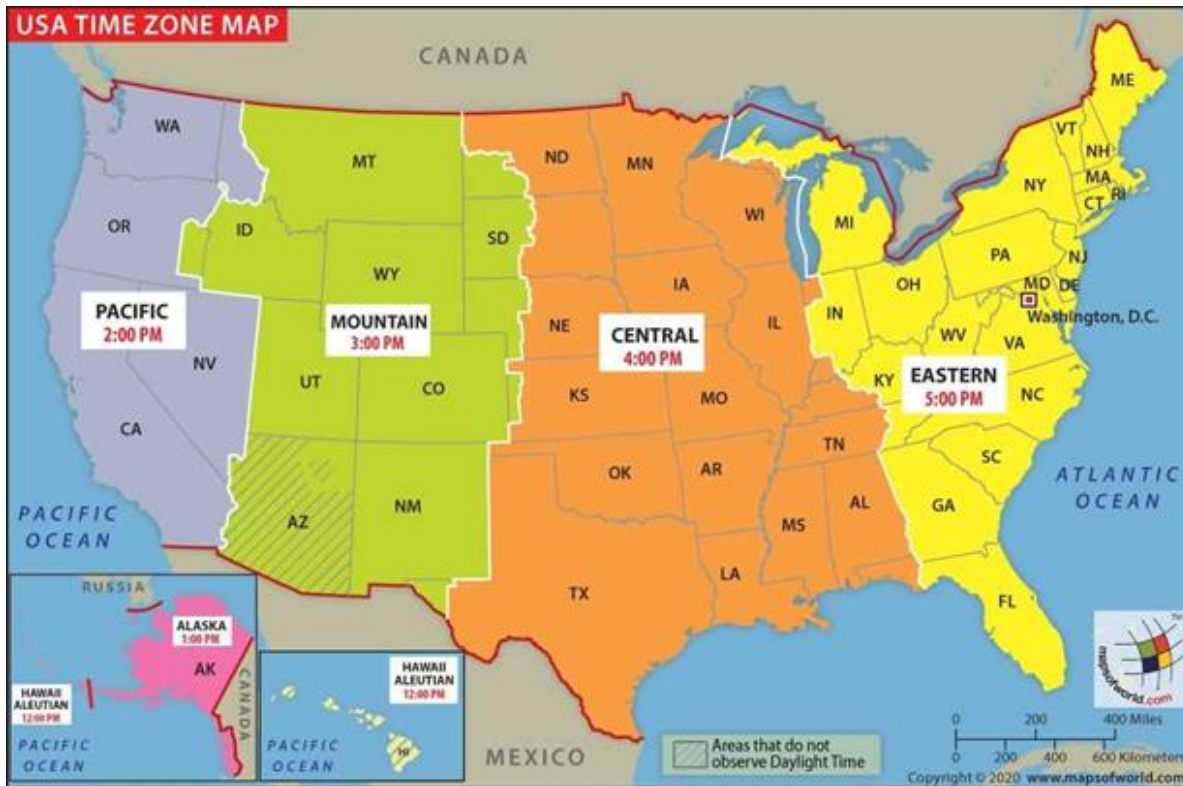 USA TIME ZONE MAP
CANADA
WA
MT
ND
MN
ME
VT
NH
MA
NY
CT
RI
OR
ID
SD
WI
MI
WY
IA
PA
NJ
OH
MD
DE
Washington, D.C.
PACIFIC
2:00 PM
MOUNTAIN
3:00 PM
CENTRAL
4:00 PM
EASTERN
5:00 PM
NE
IL
IN
WV
VA
NV
UT
CO
KS
MO
KY
NC
CA
TN
OK
AR
SC
AZ
NM
MS
AL
GA
LA
TX
FL
PACIFIC
OCEAN
ATLANTIC
OCEAN
RUSSIA
ALASKA
1:00 PM
AK
CANADA
HAWAII
ALEUTIAN
12:00 PM
PACIFIC
OCEAN
HAWAII
ALEUTIAN
12:00 PM
HI
PACIFIC
OCEAN
MEXICO
Areas that do not
observe Daylight Time
mapsofworld.com
0 200 400 Miles
0 200 400 600 Kilometers
Copyright © 2020 www.mapsofworld.com